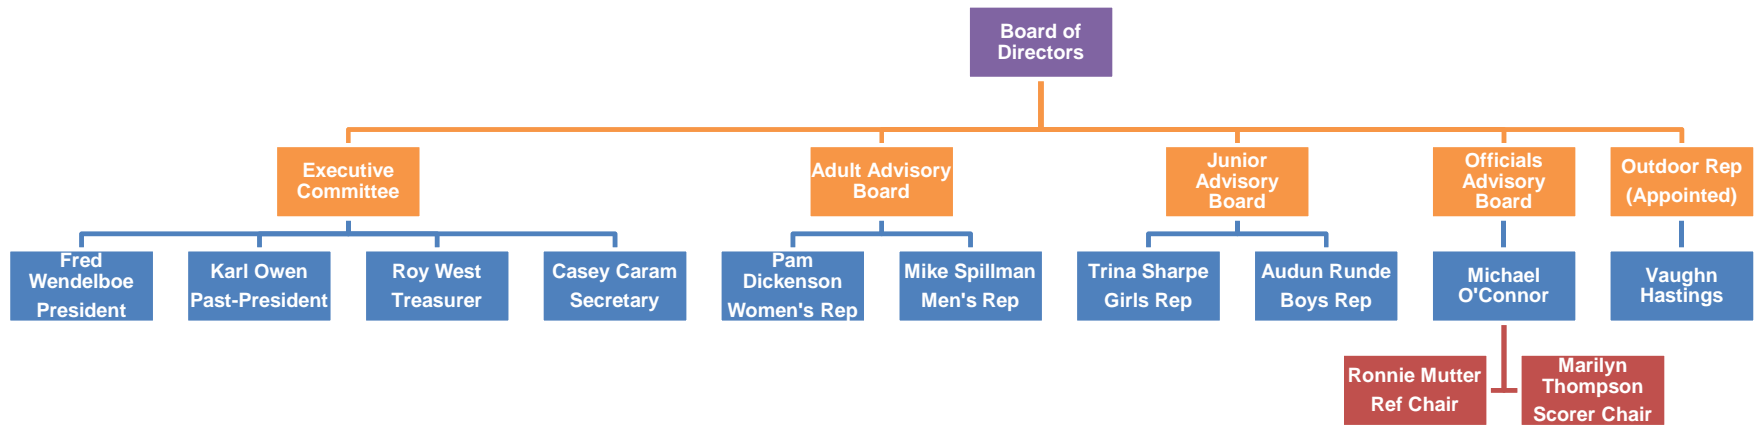 Board of
Directors
Executive
Committee
Adult Advisory
Board
Junior
Advisory
Board
Officials
Advisory
Board
Outdoor Rep
(Appointed)
Fred
Wendelboe
President
Karl Owen
Past-President
Roy West
Treasurer
Casey Caram
Secretary
Pam
Dickenson
Women's Rep
Mike Spillman
Men's Rep
Trina Sharpe
Girls Rep
Audun Runde
Boys Rep
Michael
O'Connor
Vaughn
Hastings
Ronnie Mutter
Ref Chair
Marilyn
Thompson
Scorer Chair